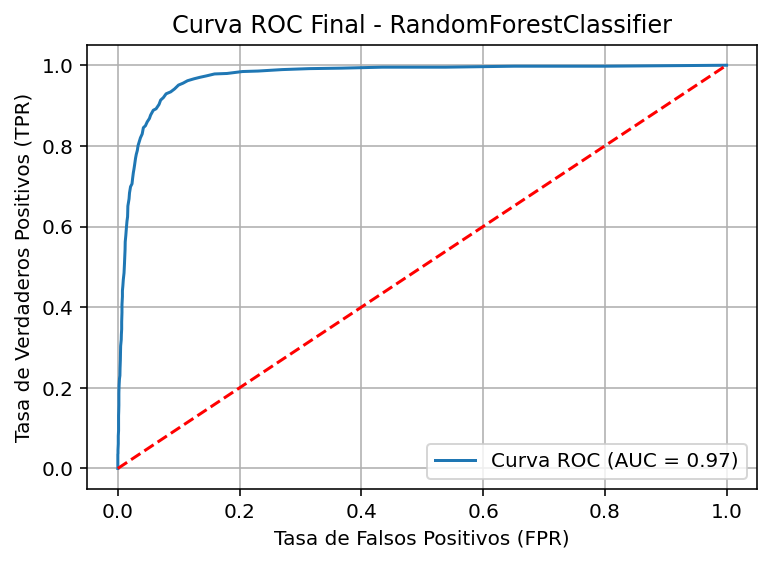 Curva ROC Final - RandomForestClassifier
Tasa de Verdaderos Positivos (TPR)
1.0
0.8
0.6
0.4
0.2
0.0
Curva ROC (AUC = 0.97)
0.0 0.2 0.4 0.6 0.8 1.0
Tasa de Falsos Positivos (FPR)